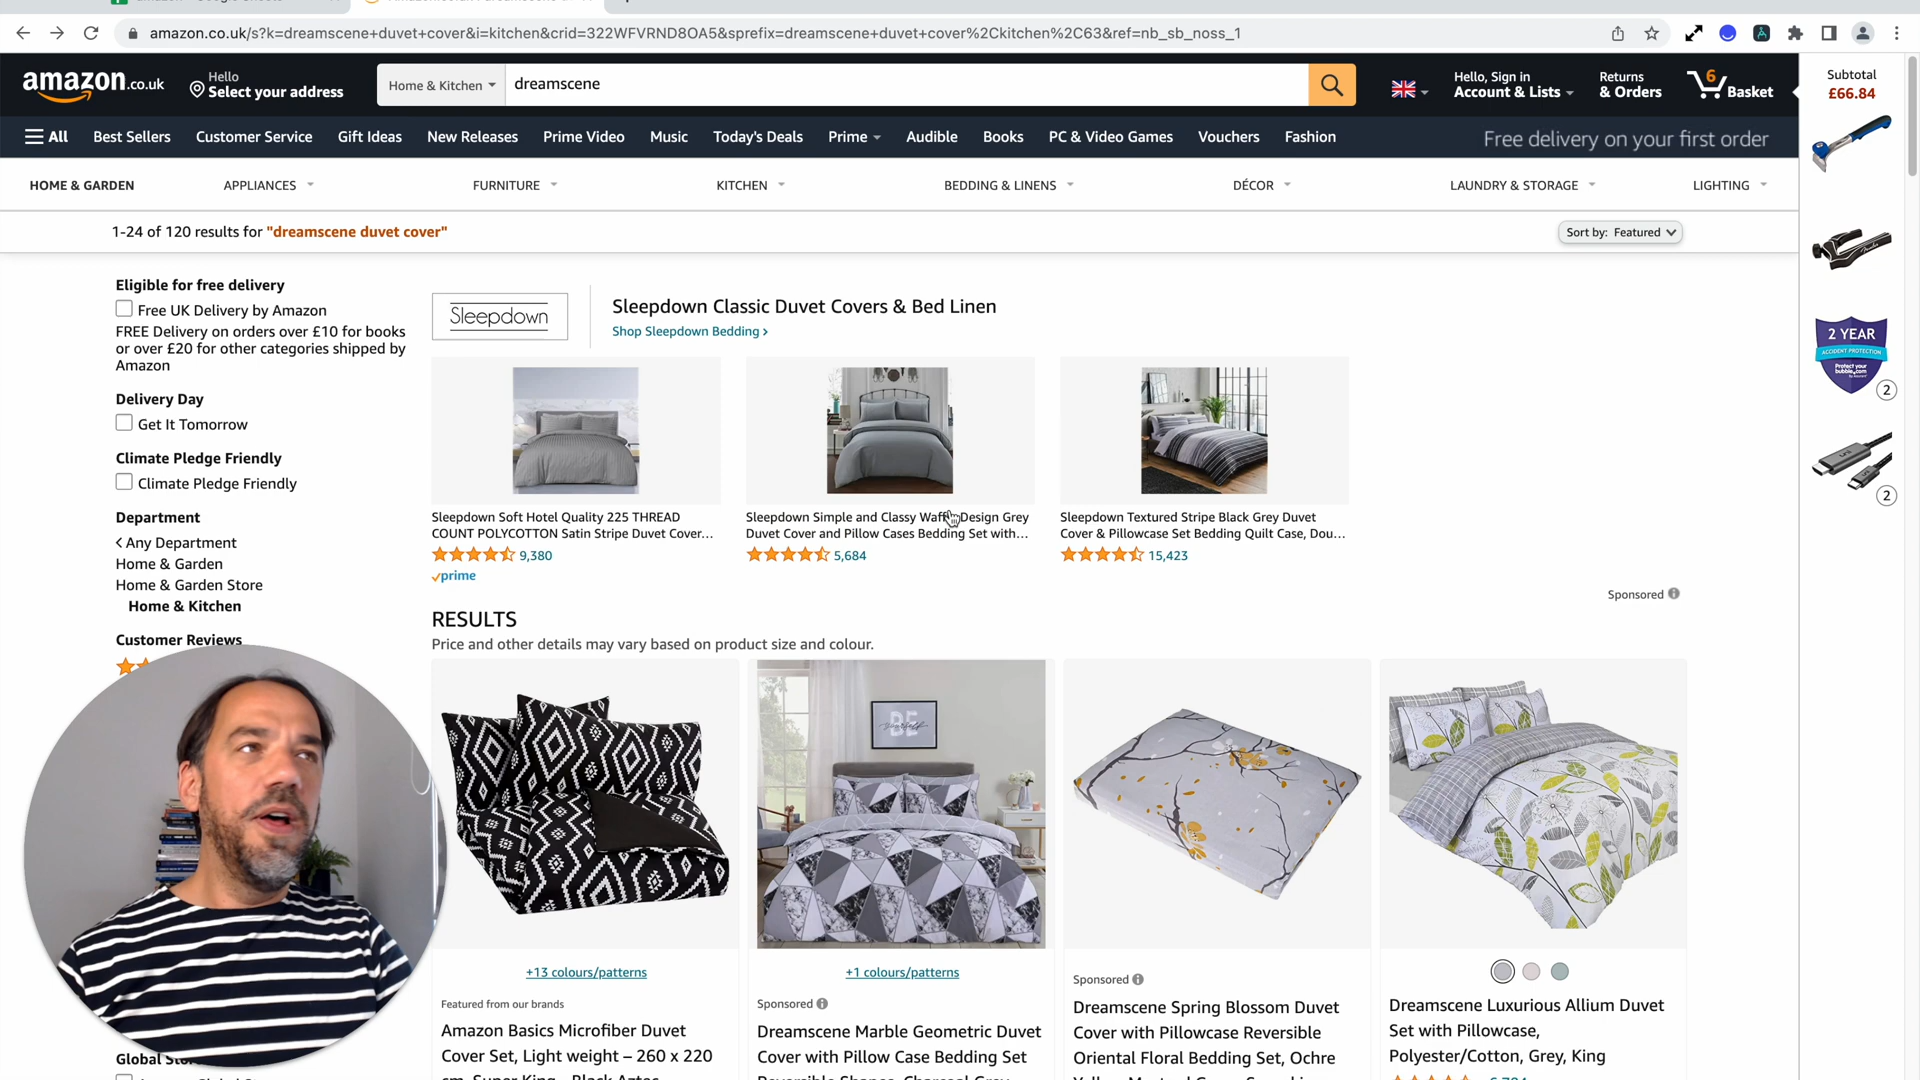 amazon.co.uk/s?k=dreamscene+duvet+cover&i=kitchen&crid=322WFVRND8OA5&sprefix=dreamscene+duvet+cover%2Ckitchen%2C63&ref=nb_sb_noss_1
amazon.co.uk
Hello
Select your address
Home & Kitchen
dreamscene
Hello, Sign in
Account & Lists
Returns
& Orders
6
Basket
Subtotal
£66.84
All
Best Sellers
Customer Service
Gift Ideas
New Releases
Prime Video
Music
Today's Deals
Prime
Audible
Books
PC & Video Games
Vouchers
Fashion
Free delivery on your first order
HOME & GARDEN
APPLIANCES
FURNITURE
KITCHEN
BEDDING & LINENS
DÉCOR
LAUNDRY & STORAGE
LIGHTING
1-24 of 120 results for "dreamscene duvet cover"
Sort by: Featured
Eligible for free delivery
Free UK Delivery by Amazon
FREE Delivery on orders over £10 for books
or over £20 for other categories shipped by
Amazon
Delivery Day
Get It Tomorrow
Climate Pledge Friendly
Climate Pledge Friendly
Department
Any Department
Home & Garden
Home & Garden Store
Home & Kitchen
Customer Reviews
Sleepdown
Sleepdown Classic Duvet Covers & Bed Linen
Shop Sleepdown Bedding ›
Sleepdown Soft Hotel Quality 225 THREAD
COUNT POLYCOTTON Satin Stripe Duvet Cover...
9,380
prime
Sleepdown Simple and Classy Waffle Design Grey
Duvet Cover and Pillow Cases Bedding Set with...
5,684
Sleepdown Textured Stripe Black Grey Duvet
Cover & Pillowcase Set Bedding Quilt Case, Dou...
15,423
Sponsored
2 YEAR
ACCIDENT PROTECTION
Protect your
bubble.com
2
2
RESULTS
Price and other details may vary based on product size and colour.
BE
+13 colours/patterns
Featured from our brands
Amazon Basics Microfiber Duvet
Cover Set, Light weight – 260 x 220
cm, Super King - Black Aztec
+1 colours/patterns
Sponsored
Dreamscene Marble Geometric Duvet
Cover with Pillow Case Bedding Set
Reversible Shapes, Charcoal Grey
Sponsored
Dreamscene Spring Blossom Duvet
Cover with Pillowcase Reversible
Oriental Floral Bedding Set, Ochre
Dreamscene Luxurious Allium Duvet
Set with Pillowcase,
Polyester/Cotton, Grey, King